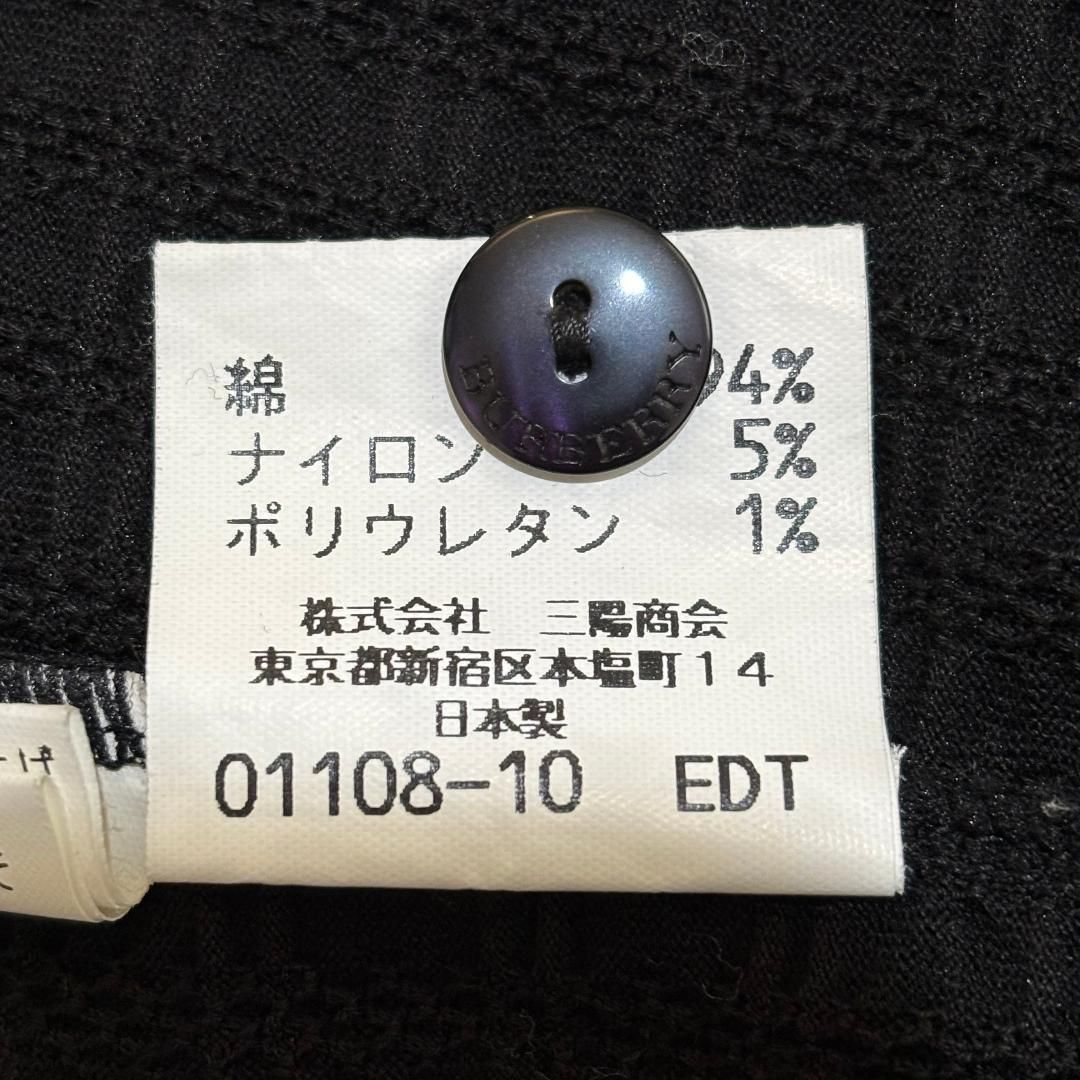 綿 94%
ナイロン 5%
ポリウレタン 1%
BURBERRY
株式会社 三陽商会
東京都新宿区本塩町14
日本製
01108-10 EDT